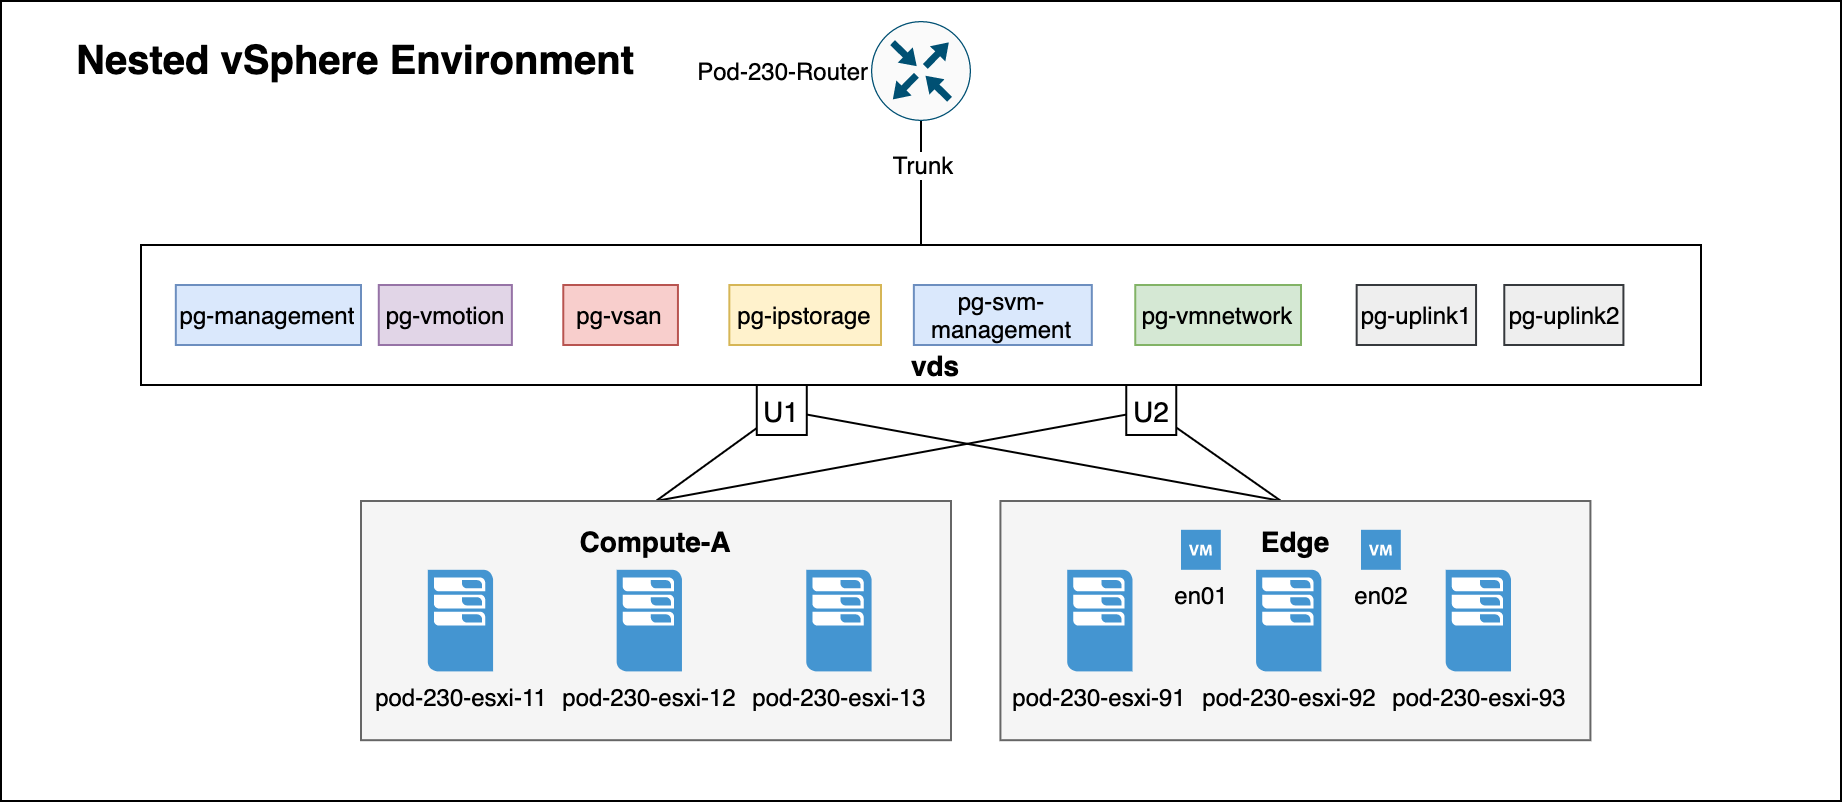 Nested vSphere Environment
Pod-230-Router
Trunk
pg-management
pg-vmotion
pg-vsan
pg-ipstorage
pg-svm-
management
pg-vmnetwork
pg-uplink1
pg-uplink2
vds
U1
U2
Compute-A
pod-230-esxi-11
pod-230-esxi-12
pod-230-esxi-13
VM
Edge
VM
en01
en02
pod-230-esxi-91
pod-230-esxi-92
pod-230-esxi-93